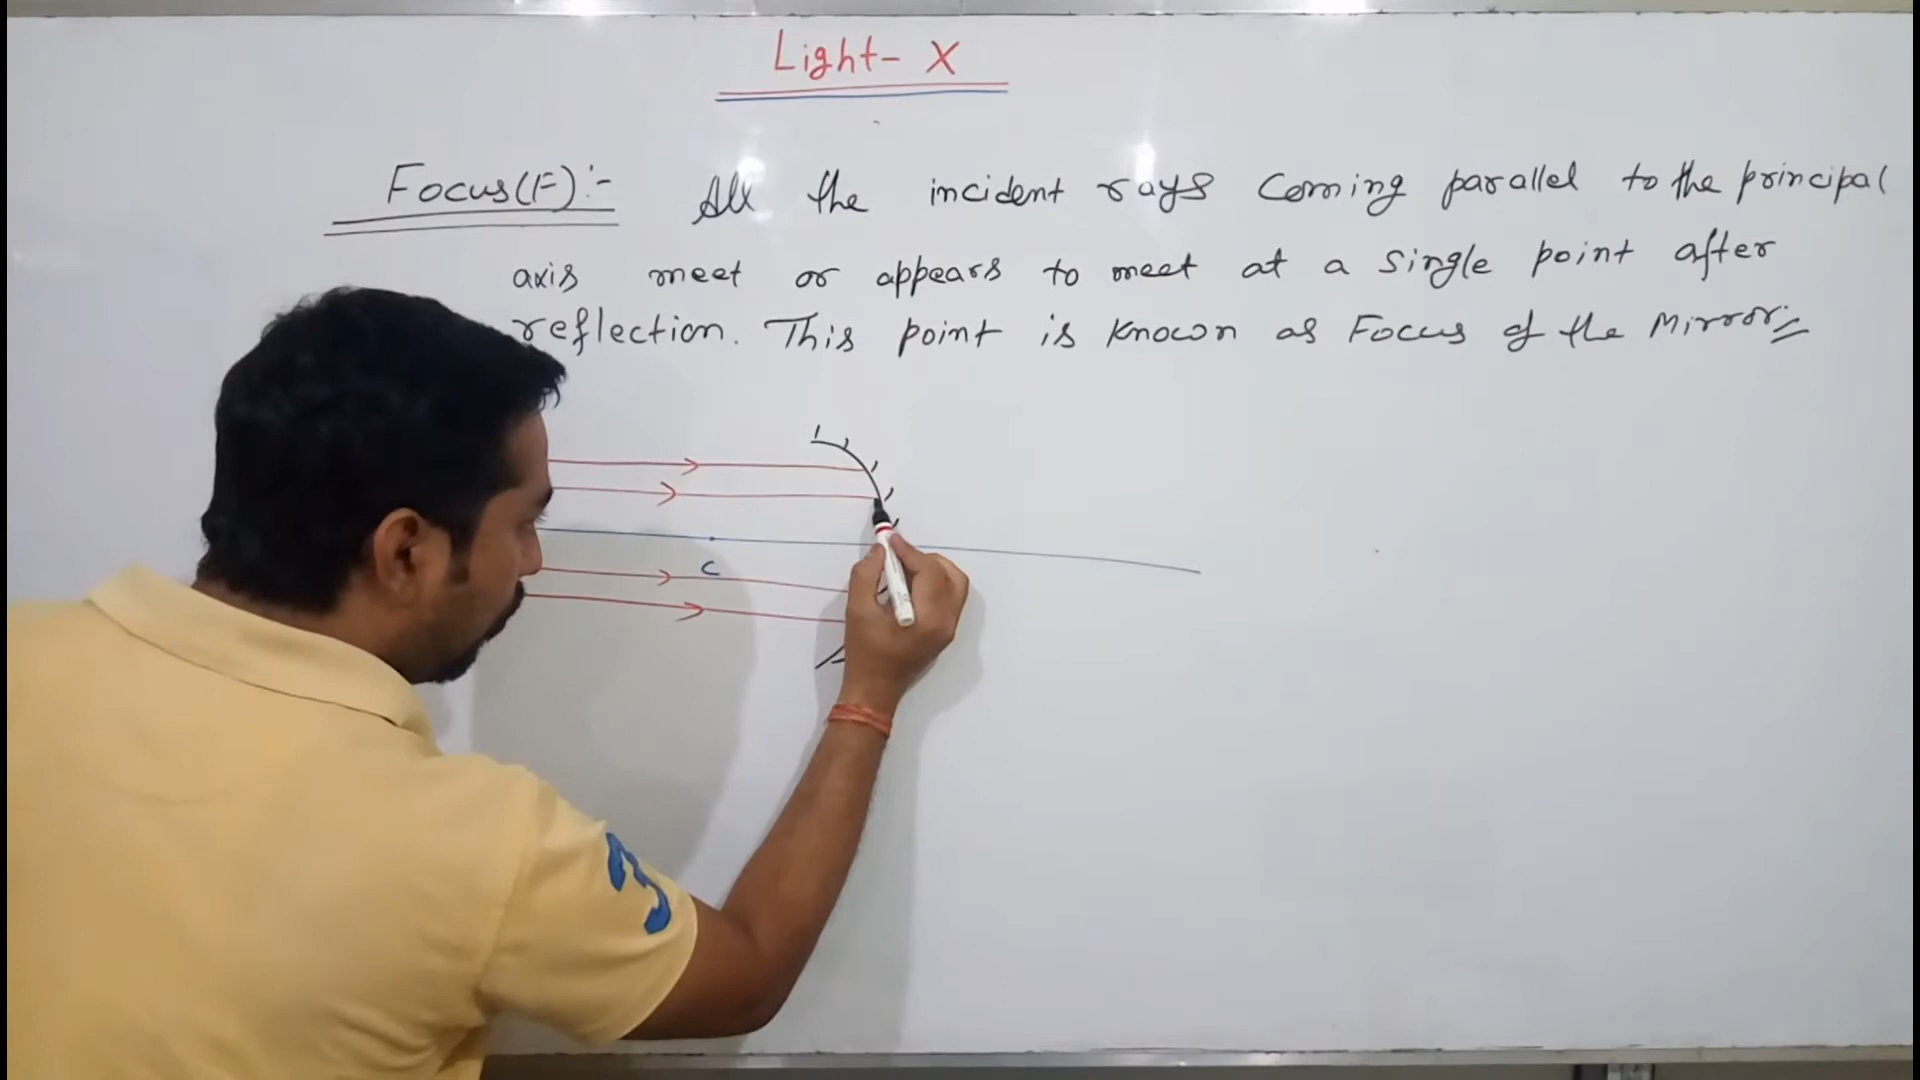 Light- X
Focus(F):- All the incident rays coming parallel to the principal
axis meet or appears to meet at a single point after
reflection. This point is known as Focus of the Mirror
C
3